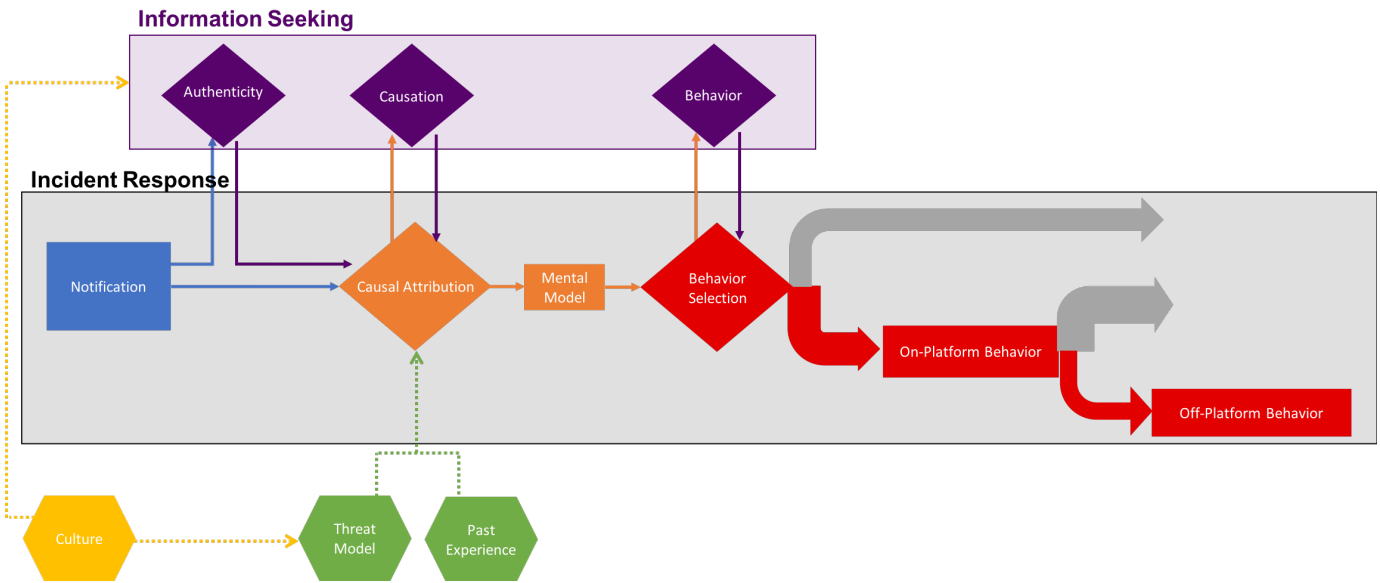 Information Seeking
Authenticity
Causation
Behavior
Incident Response
Notification
Causal Attribution
Mental
Model
Behavior
Selection
On-Platform Behavior
Off-Platform Behavior
Culture
Threat
Model
Past
Experience